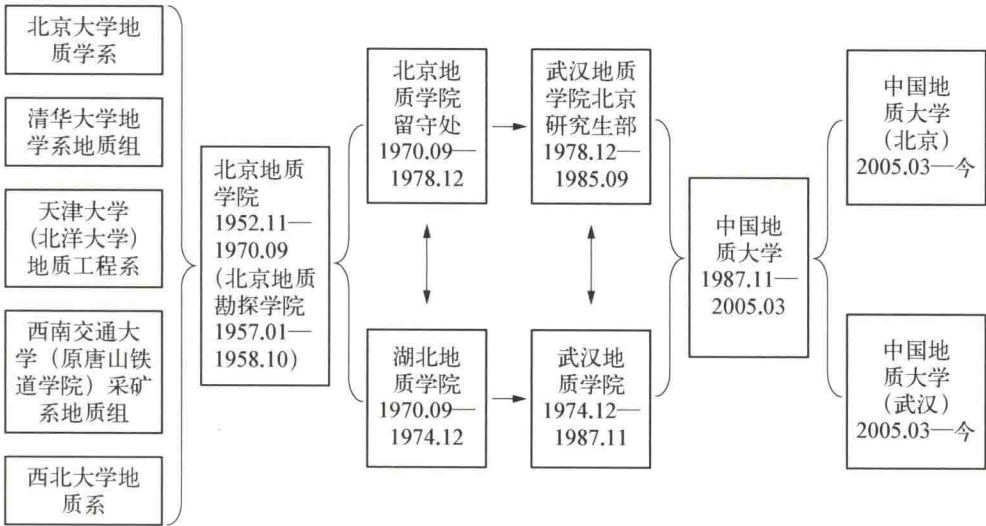 北京大学地
质学系
清华大学地
学系地质组
天津大学
(北洋大学)
地质工程系
西南交通大
学（原唐山铁
道学院）采矿
系地质组
西北大学地
质系
北京地质
学院
1952.11—
1970.09
(北京地质
勘探学院
1957.01—
1958.10)
北京地
质学院
留守处
1970.09—
1978.12
湖北地
质学院
1970.09—
1974.12
武汉地质
学院北京
研究生部
1978.12—
1985.09
武汉地
质学院
1974.12—
1987.11
中国地
质大学
1987.11—
2005.03
中国地
质大学
(北京)
2005.03—今
中国地
质大学
(武汉)
2005.03—今